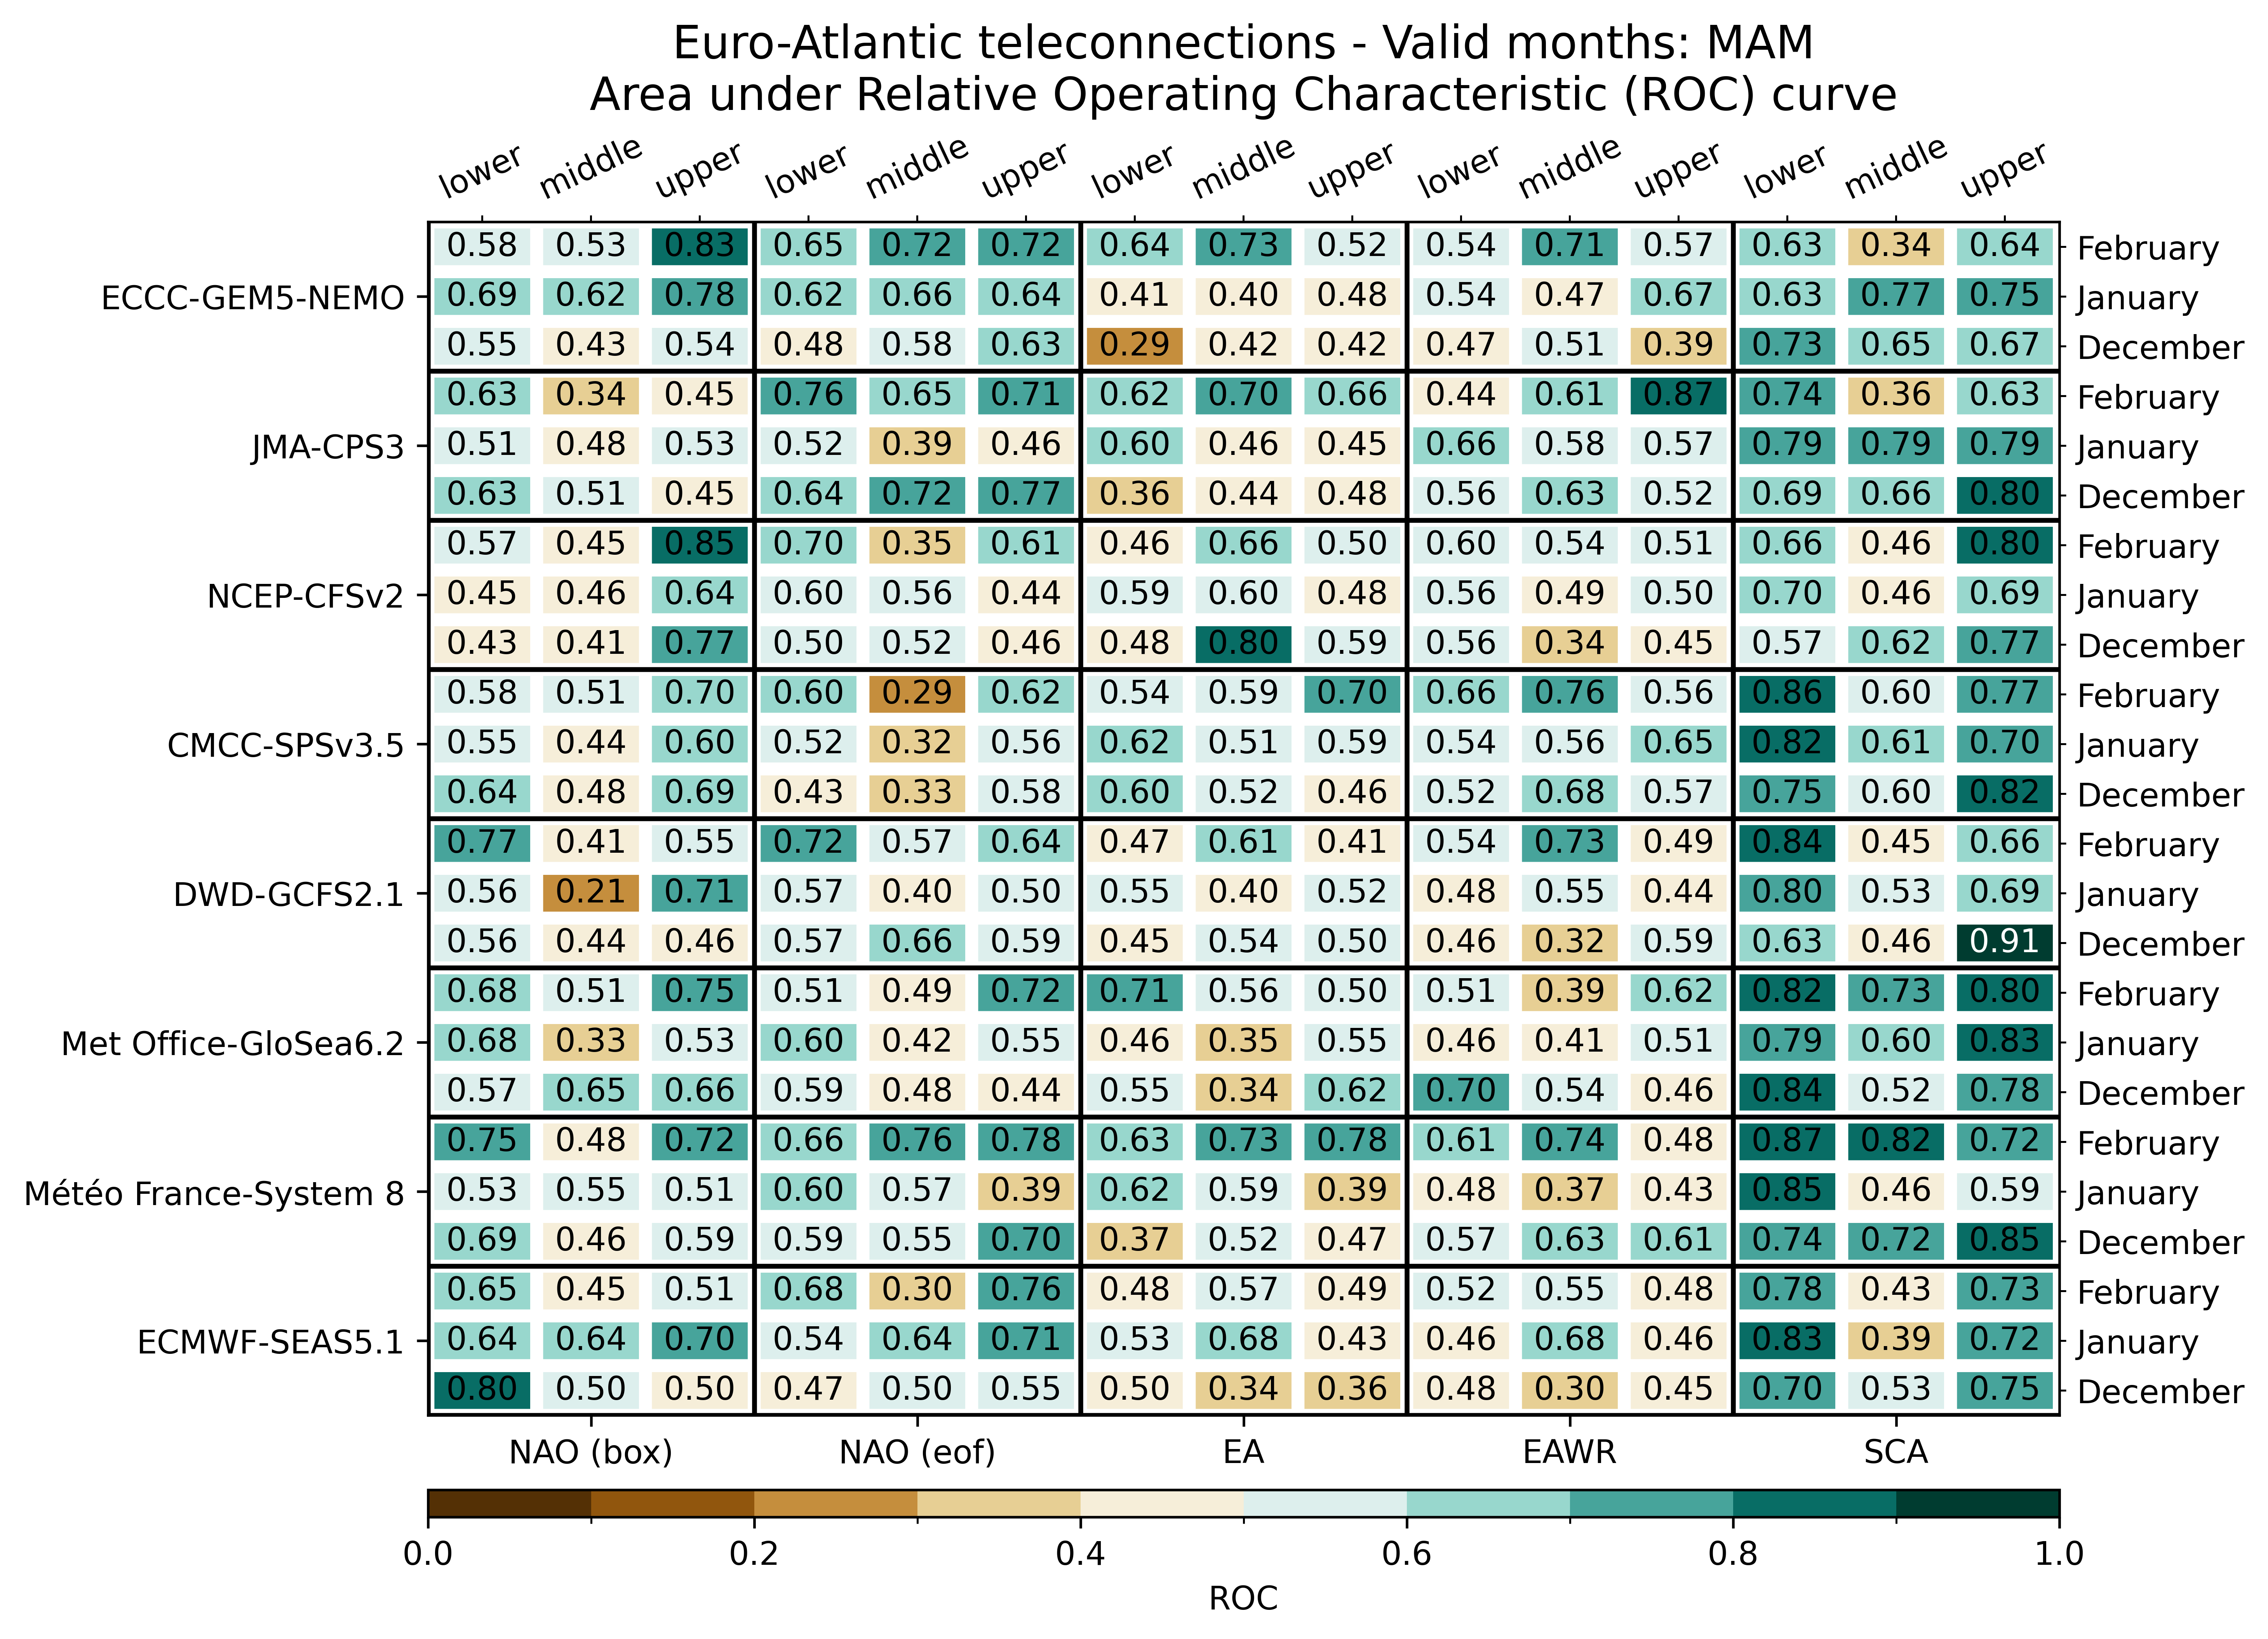 Euro-Atlantic teleconnections - Valid months: MAM
Area under Relative Operating Characteristic (ROC) curve
lower middle upper lower middle upper lower middle upper lower middle upper lower middle upper
0.58 0.53 0.83 0.65 0.72 0.72 0.64 0.73 0.52 0.54 0.71 0.57 0.63 0.34 0.64 February
ECCC-GEM5-NEMO 0.69 0.62 0.78 0.62 0.66 0.64 0.41 0.40 0.48 0.54 0.47 0.67 0.63 0.77 0.75 January
0.55 0.43 0.54 0.48 0.58 0.63 0.29 0.42 0.42 0.47 0.51 0.39 0.73 0.65 0.67 December
0.63 0.34 0.45 0.76 0.65 0.71 0.62 0.70 0.66 0.44 0.61 0.87 0.74 0.36 0.63 February
JMA-CPS3 0.51 0.48 0.53 0.52 0.39 0.46 0.60 0.46 0.45 0.66 0.58 0.57 0.79 0.79 0.79 January
0.63 0.51 0.45 0.64 0.72 0.77 0.36 0.44 0.48 0.56 0.63 0.52 0.69 0.66 0.80 December
0.57 0.45 0.85 0.70 0.35 0.61 0.46 0.66 0.50 0.60 0.54 0.51 0.66 0.46 0.80 February
NCEP-CFSv2 0.45 0.46 0.64 0.60 0.56 0.44 0.59 0.60 0.48 0.56 0.49 0.50 0.70 0.46 0.69 January
0.43 0.41 0.77 0.50 0.52 0.46 0.48 0.80 0.59 0.56 0.34 0.45 0.57 0.62 0.77 December
0.58 0.51 0.70 0.60 0.29 0.62 0.54 0.59 0.70 0.66 0.76 0.56 0.86 0.60 0.77 February
CMCC-SPSv3.5 0.55 0.44 0.60 0.52 0.32 0.56 0.62 0.51 0.59 0.54 0.56 0.65 0.82 0.61 0.70 January
0.64 0.48 0.69 0.43 0.33 0.58 0.60 0.52 0.46 0.52 0.68 0.57 0.75 0.60 0.82 December
0.77 0.41 0.55 0.72 0.57 0.64 0.47 0.61 0.41 0.54 0.73 0.49 0.84 0.45 0.66 February
DWD-GCFS2.1 0.56 0.21 0.71 0.57 0.40 0.50 0.55 0.40 0.52 0.48 0.55 0.44 0.80 0.53 0.69 January
0.56 0.44 0.46 0.57 0.66 0.59 0.45 0.54 0.50 0.46 0.32 0.59 0.63 0.46 0.91 December
0.68 0.51 0.75 0.51 0.49 0.72 0.71 0.56 0.50 0.51 0.39 0.62 0.82 0.73 0.80 February
Met Office-GloSea6.2 0.68 0.33 0.53 0.60 0.42 0.55 0.46 0.35 0.55 0.46 0.41 0.51 0.79 0.60 0.83 January
0.57 0.65 0.66 0.59 0.48 0.44 0.55 0.34 0.62 0.70 0.54 0.46 0.84 0.52 0.78 December
0.75 0.48 0.72 0.66 0.76 0.78 0.63 0.73 0.78 0.61 0.74 0.48 0.87 0.82 0.72 February
Météo France-System 8 0.53 0.55 0.51 0.60 0.57 0.39 0.62 0.59 0.39 0.48 0.37 0.43 0.85 0.46 0.59 January
0.69 0.46 0.59 0.59 0.55 0.70 0.37 0.52 0.47 0.57 0.63 0.61 0.74 0.72 0.85 December
0.65 0.45 0.51 0.68 0.30 0.76 0.48 0.57 0.49 0.52 0.55 0.48 0.78 0.43 0.73 February
ECMWF-SEAS5.1 0.64 0.64 0.70 0.54 0.64 0.71 0.53 0.68 0.43 0.46 0.68 0.46 0.83 0.39 0.72 January
0.80 0.50 0.50 0.47 0.50 0.55 0.50 0.34 0.36 0.48 0.30 0.45 0.70 0.53 0.75 December
NAO (box) NAO (eof) EA EAWR SCA
0.0 0.2 0.4 0.6 0.8 1.0
ROC